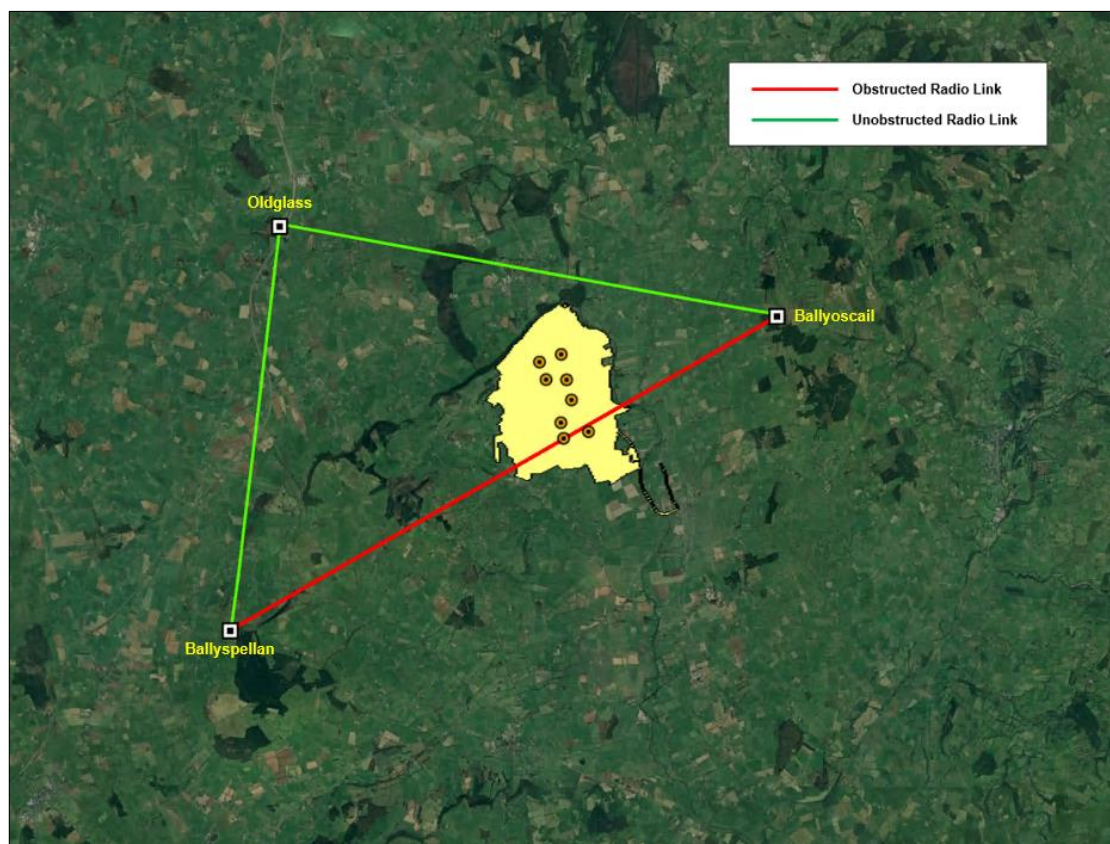 Obstructed Radio Link
Unobstructed Radio Link
Oldglass
Ballyoscail
Ballyspellan